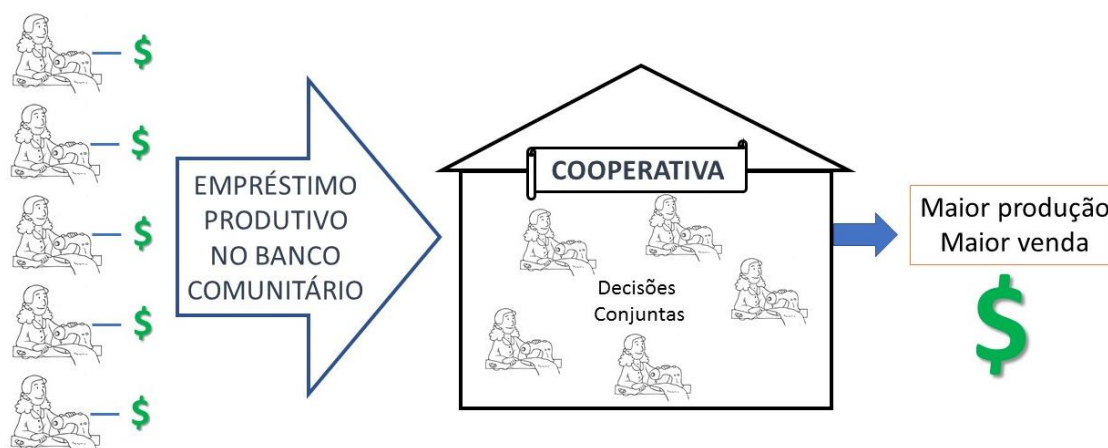 $
$
$
$
$
EMPRÉSTIMO
PRODUTIVO
NO BANCO
COMUNITÁRIO
COOPERATIVA
Decisões
Conjuntas
Maior produção
Maior venda
$